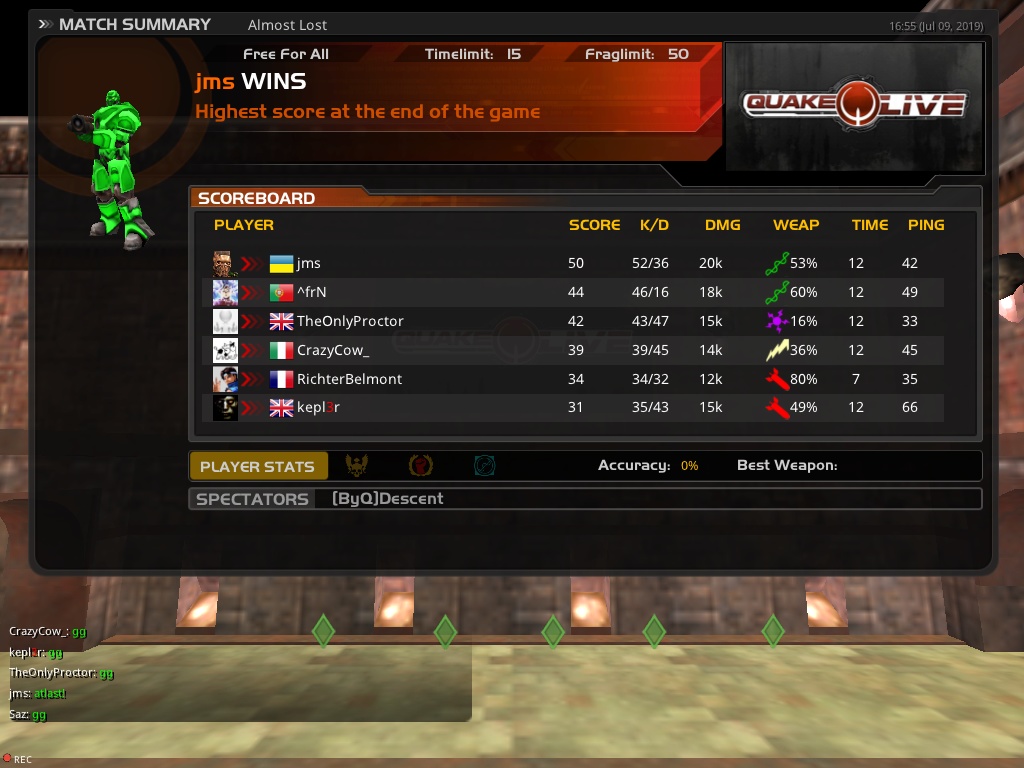 MATCH SUMMARY Almost Lost 16:55 (Jul 09, 2019)
Free For All Timelimit: 15 Fraglimit: 50
jms WINS
Highest score at the end of the game
QUAKE LIVE
SCOREBOARD
PLAYER SCORE K/D DMG WEAP TIME PING
jms 50 52/36 20k 53% 12 42
^frN 44 46/16 18k 60% 12 49
TheOnlyProctor 42 43/47 15k 16% 12 33
QUAKE LIVE
CrazyCow_ 39 39/45 14k 36% 12 45
RichterBelmont 34 34/32 12k 80% 7 35
kepl3r 31 35/43 15k 49% 12 66
PLAYER STATS Accuracy: 0% Best Weapon:
SPECTATORS [ByQ]Descent
CrazyCow_: gg
kepl3r: gg
TheOnlyProctor: gg
jms: atlast!
Saz: gg
REC